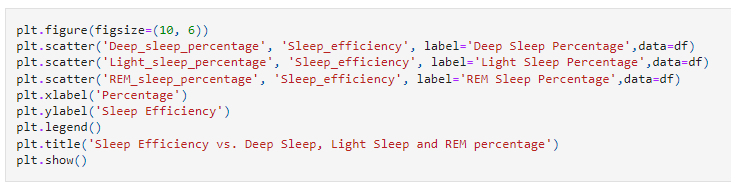 plt.figure(figsize=(10, 6))
plt.scatter('Deep_sleep_percentage', 'Sleep_efficiency', label='Deep Sleep Percentage',data=df)
plt.scatter('Light_sleep_percentage', 'Sleep_efficiency', label='Light Sleep Percentage',data=df)
plt.scatter('REM_sleep_percentage', 'Sleep_efficiency', label='REM Sleep Percentage',data=df)
plt.xlabel('Percentage')
plt.ylabel('Sleep Efficiency')
plt.legend()
plt.title('Sleep Efficiency vs. Deep Sleep, Light Sleep and REM percentage')
plt.show()